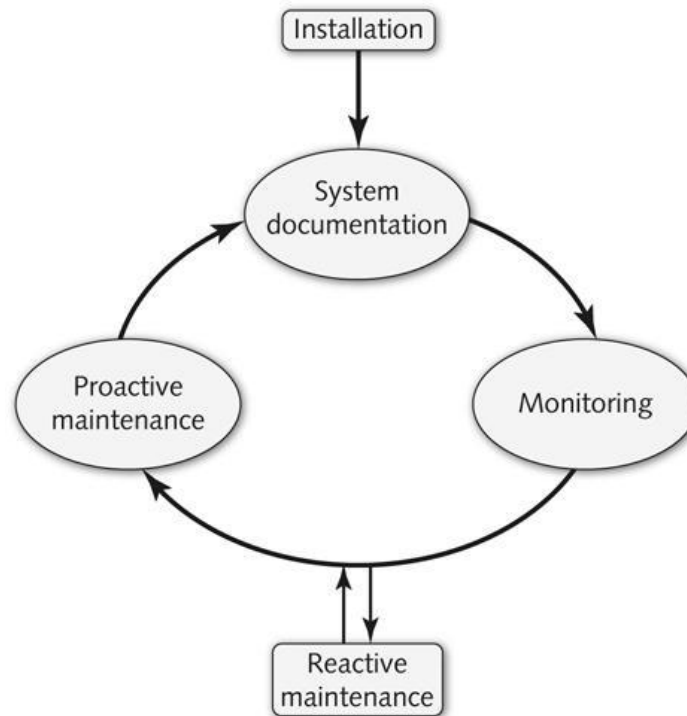 Installation
System
documentation
Proactive
maintenance
Monitoring
Reactive
maintenance